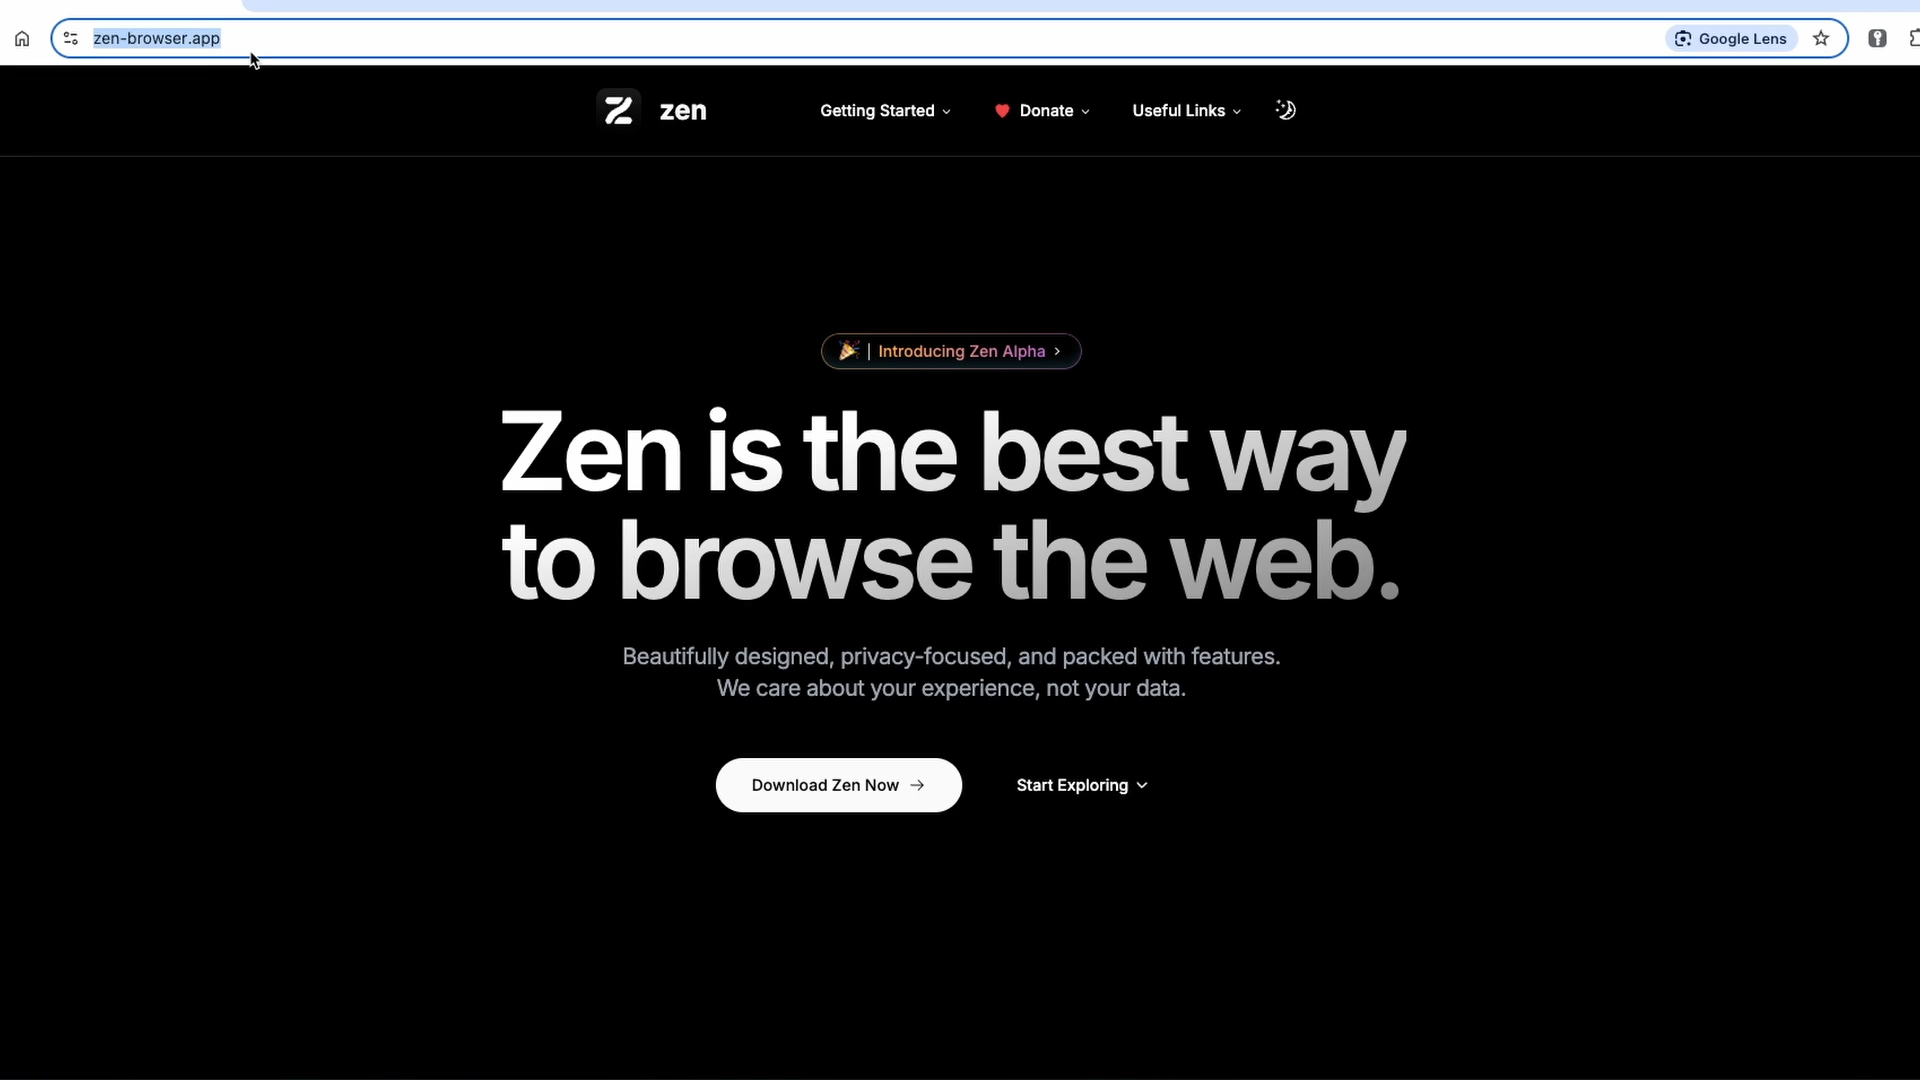 zen-browser.app
Google Lens
zen
Getting Started
Donate
Useful Links
| Introducing Zen Alpha
Zen is the best way
to browse the web.
Beautifully designed, privacy-focused, and packed with features.
We care about your experience, not your data.
Download Zen Now
Start Exploring